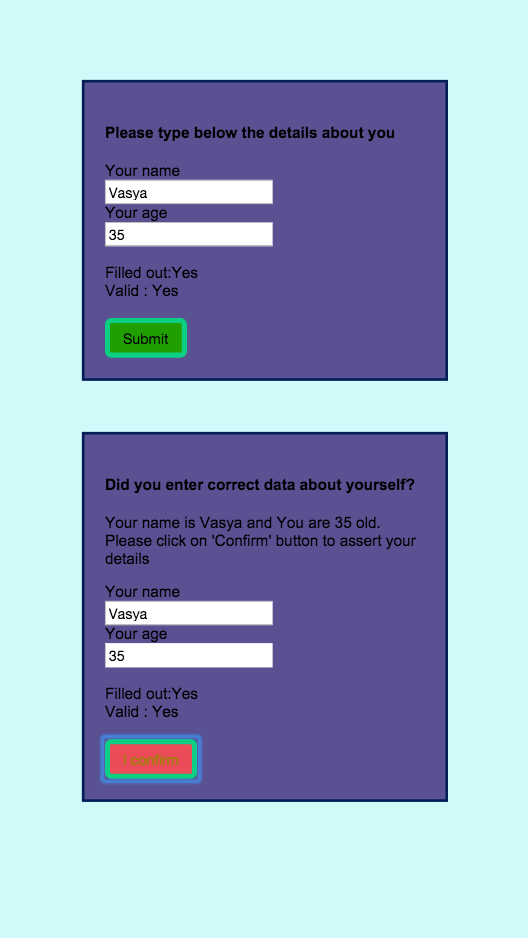 Please type below the details about you
Your name
Vasya
Your age
35
Filled out:Yes
Valid : Yes
Submit
Did you enter correct data about yourself?
Your name is Vasya and You are 35 old.
Please click on 'Confirm' button to assert your
details
Your name
Vasya
Your age
35
Filled out:Yes
Valid : Yes
I confirm